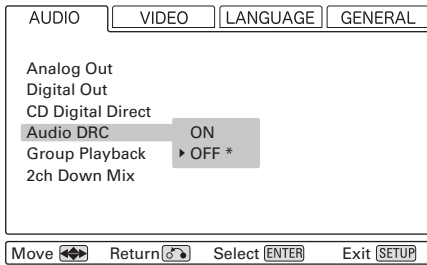 AUDIO VIDEO LANGUAGE GENERAL
Analog Out
Digital Out
CD Digital Direct
Audio DRC ON
Group Playback OFF *
2ch Down Mix
Move Return Select ENTER Exit SETUP